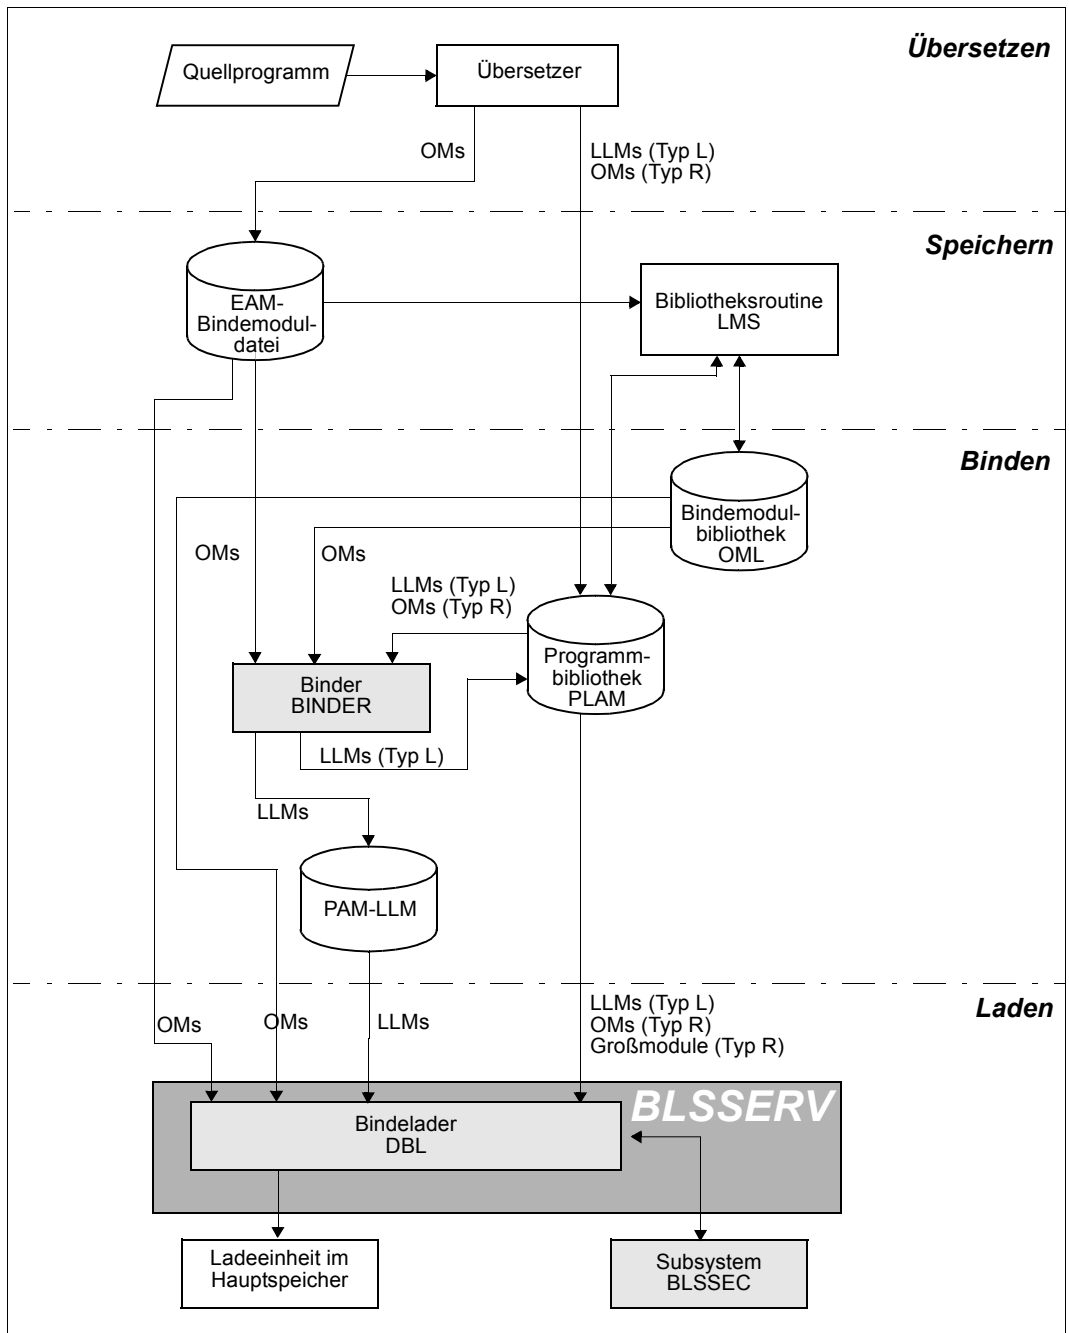 Übersetzen
Quellprogramm
Übersetzer
OMs
LLMs (Typ L)
OMs (Typ R)
Speichern
EAM-
Bindemodul-
datei
Bibliotheksroutine
LMS
Binden
Bindemodul-
bibliothek
OML
OMs
OMs
LLMs (Typ L)
OMs (Typ R)
Programm-
bibliothek
PLAM
Binder
BINDER
LLMs (Typ L)
LLMs
PAM-LLM
Laden
OMs
OMs
LLMs
LLMs (Typ L)
OMs (Typ R)
Großmodule (Typ R)
BLSSERV
Bindelader
DBL
Ladeeinheit im
Hauptspeicher
Subsystem
BLSSEC